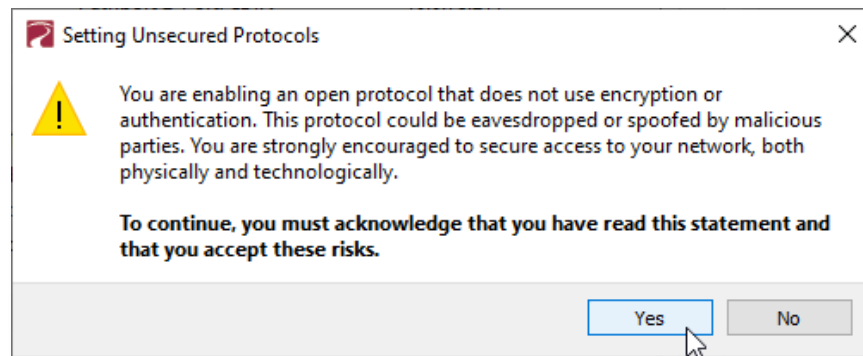 Setting Unsecured Protocols
You are enabling an open protocol that does not use encryption or
authentication. This protocol could be eavesdropped or spoofed by malicious
parties. You are strongly encouraged to secure access to your network, both
physically and technologically.
To continue, you must acknowledge that you have read this statement and
that you accept these risks.
Yes No